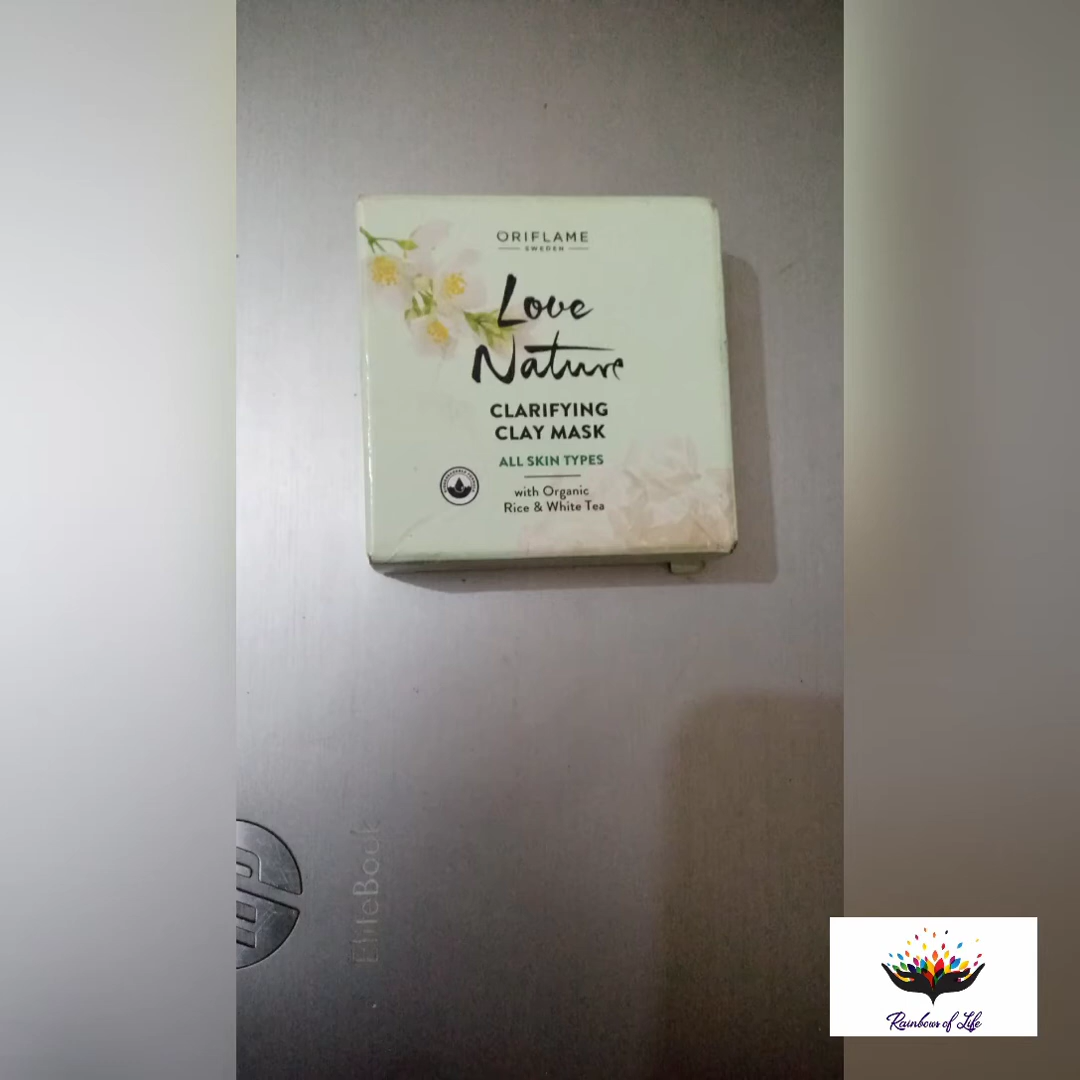 ORIFLAME
SWEDEN
Love
Nature
CLARIFYING
CLAY MASK
ALL SKIN TYPES
with Organic
Rice & White Tea
hp
EliteBook
Rainbows of Life